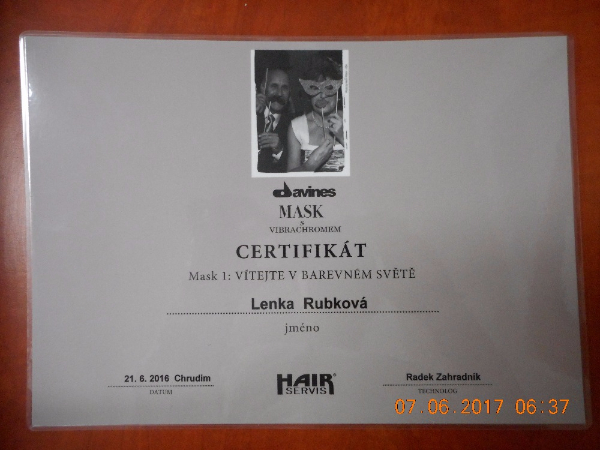 davines
MASK
s
VIBRACHROMEM
CERTIFIKÁT
Mask 1: VÍTEJTE V BAREVNÉM SVĚTĚ
Lenka Rubková
jméno
21. 6. 2016 Chrudim
DATUM
HAIR
SERVIS
Radek Zahradník
TECHNOLOG
07.06.2017 06:37